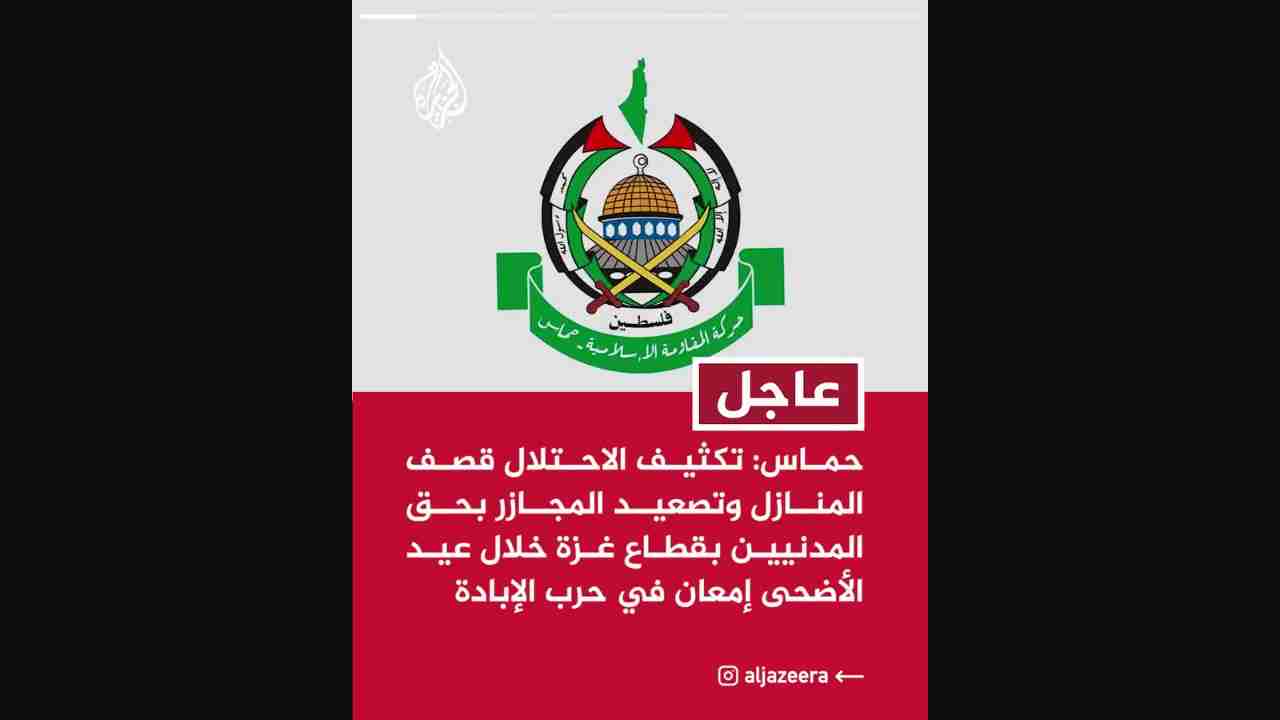 فلسطين
حركة المقاومة الإسلامية - حماس
عاجل
حماس: تكثيف الاحتلال قصف
المنازل وتصعيد المجازر بحق
المدنيين بقطاع غزة خلال عيد
الأضحى إمعان في حرب الإبادة
aljazeera